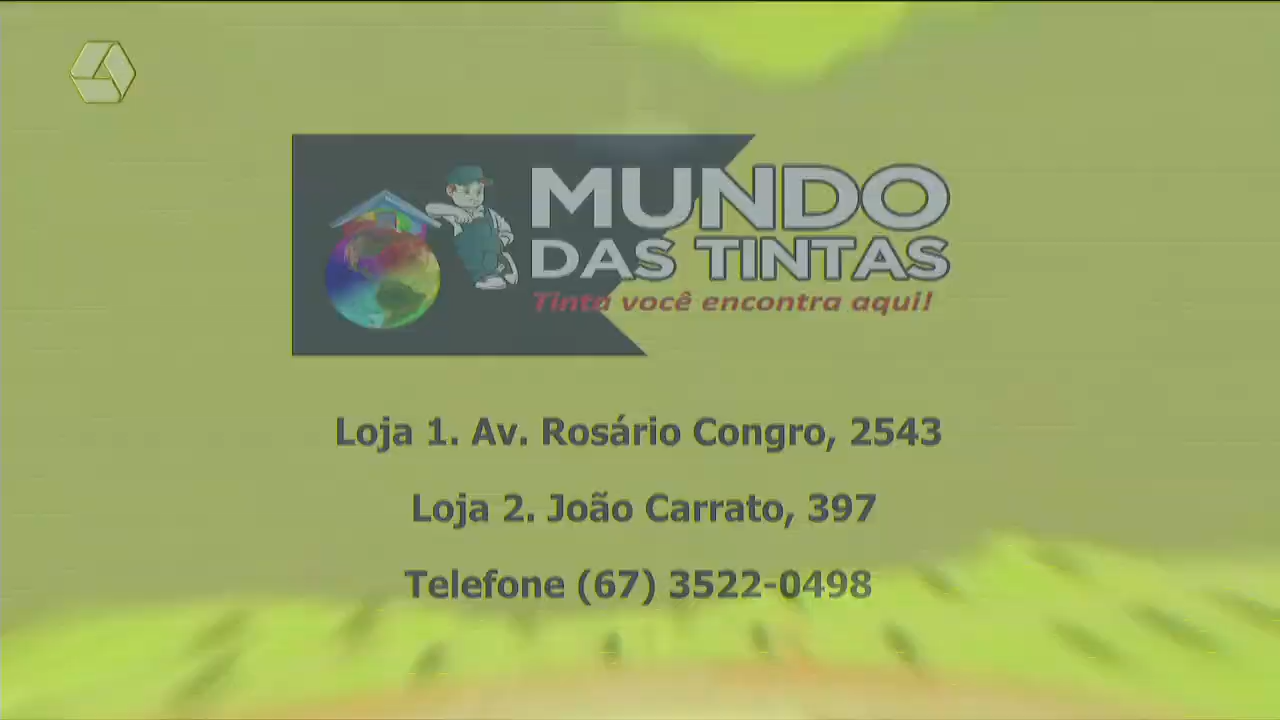 MUNDO
DAS TINTAS
Tinta você encontra aqui!
Loja 1. Av. Rosário Congro, 2543
Loja 2. João Carrato, 397
Telefone (67) 3522-0498